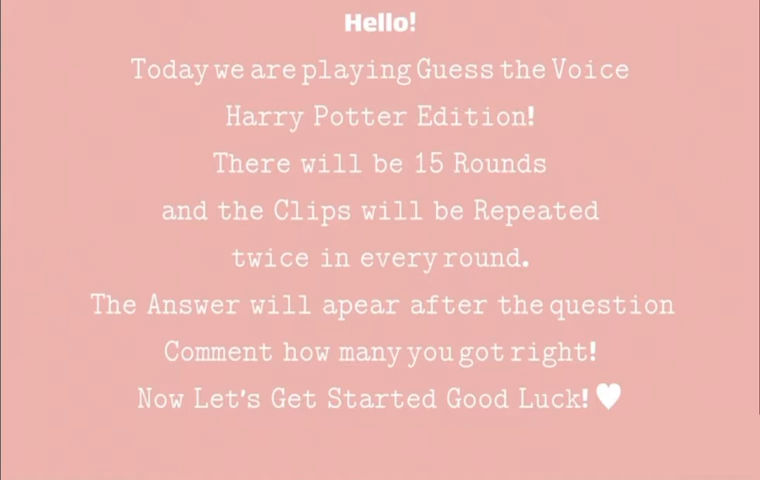 Hello!
Today we are playing Guess the Voice
Harry Potter Edition!
There will be 15 Rounds
and the Clips will be Repeated
twice in every round.
The Answer will apear after the question
Comment how many you got right!
Now Let's Get Started Good Luck! ♥